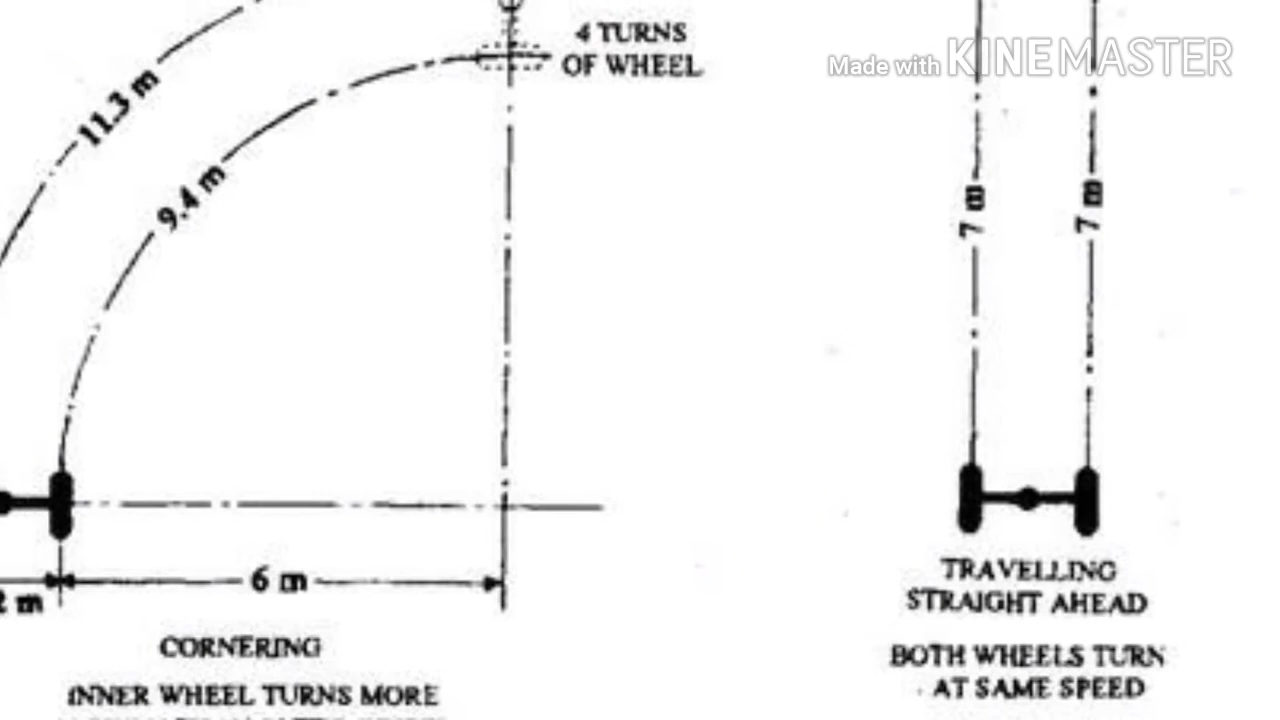 4 TURNS
OF WHEEL
Made with KINEMASTER
11.3 m
9.4 m
7 m
7 m
6 m
m
CORNERING
INNER WHEEL TURNS MORE
TRAVELLING
STRAIGHT AHEAD
BOTH WHEELS TURN
AT SAME SPEED